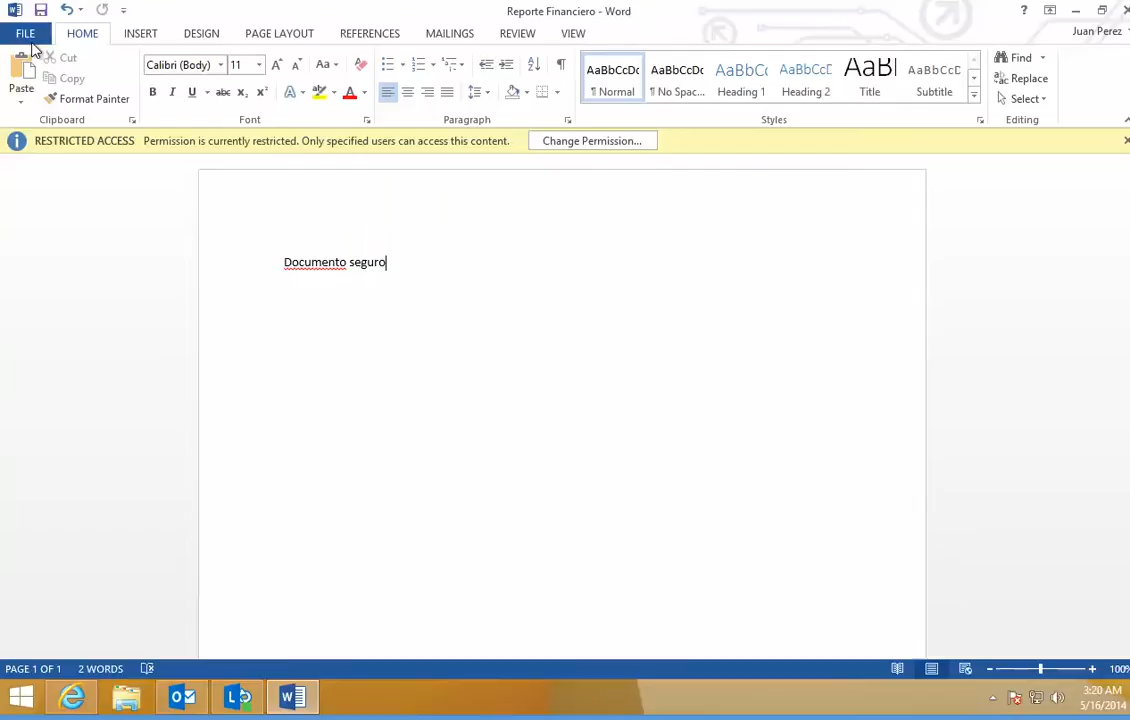 Reporte Financiero - Word
FILE HOME INSERT DESIGN PAGE LAYOUT REFERENCES MAILINGS REVIEW VIEW Juan Perez
Paste
Cut
Copy
Format Painter
Clipboard
Calibri (Body) 11
Font
Paragraph
AaBbCcDc AaBbCcDc AaBbCc AaBbCcD AaBl AaBbCcD
¶ Normal ¶ No Spac... Heading 1 Heading 2 Title Subtitle
Styles
Find
Replace
Select
Editing
RESTRICTED ACCESS Permission is currently restricted. Only specified users can access this content. Change Permission...
Documento seguro
PAGE 1 OF 1 2 WORDS 100%
3:20 AM
5/16/2014